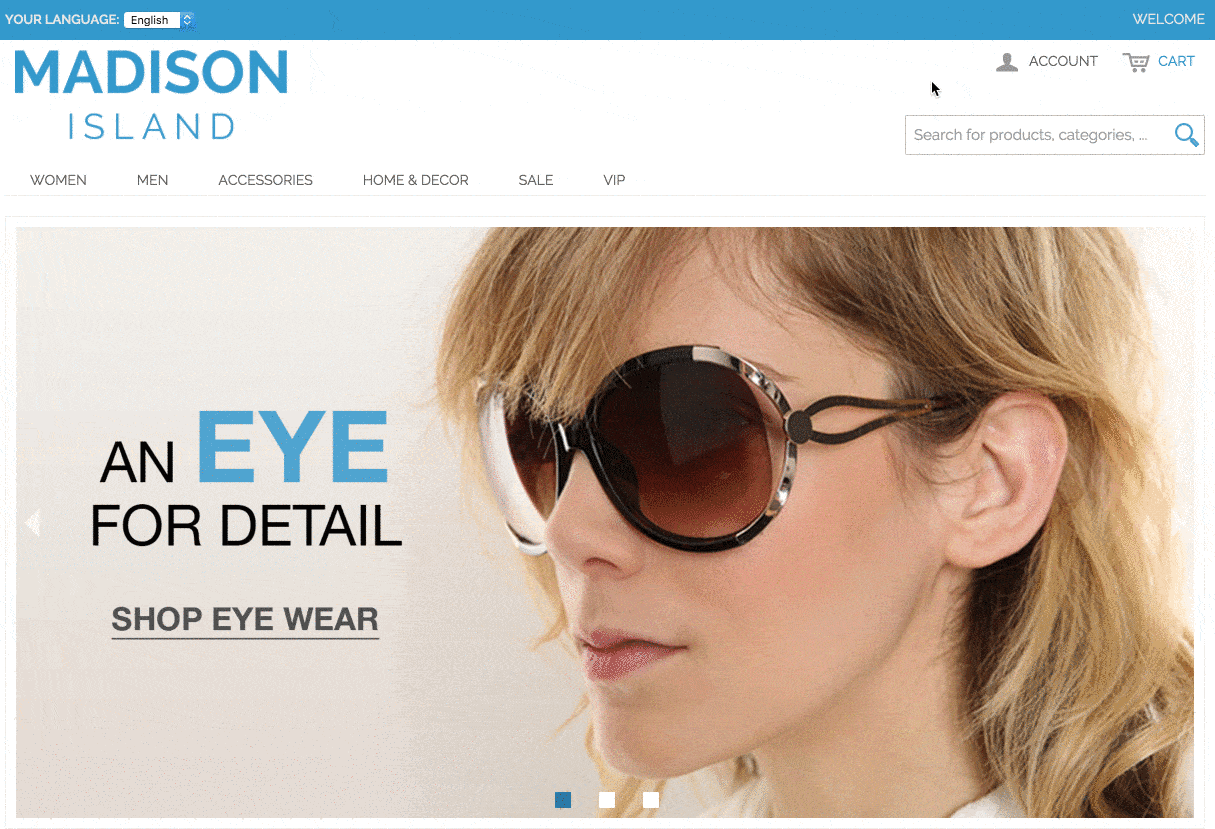 YOUR LANGUAGE: English
WELCOME
MADISON
ISLAND
ACCOUNT
CART
Search for products, categories, ...
WOMEN
MEN
ACCESSORIES
HOME & DECOR
SALE
VIP
AN EYE
FOR DETAIL
SHOP EYE WEAR